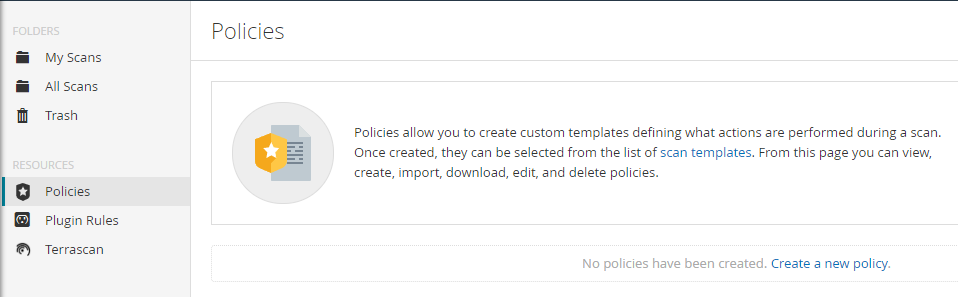 FOLDERS
My Scans
All Scans
Trash
RESOURCES
Policies
Plugin Rules
Terrascan
Policies
Policies allow you to create custom templates defining what actions are performed during a scan.
Once created, they can be selected from the list of scan templates. From this page you can view,
create, import, download, edit, and delete policies.
No policies have been created. Create a new policy.